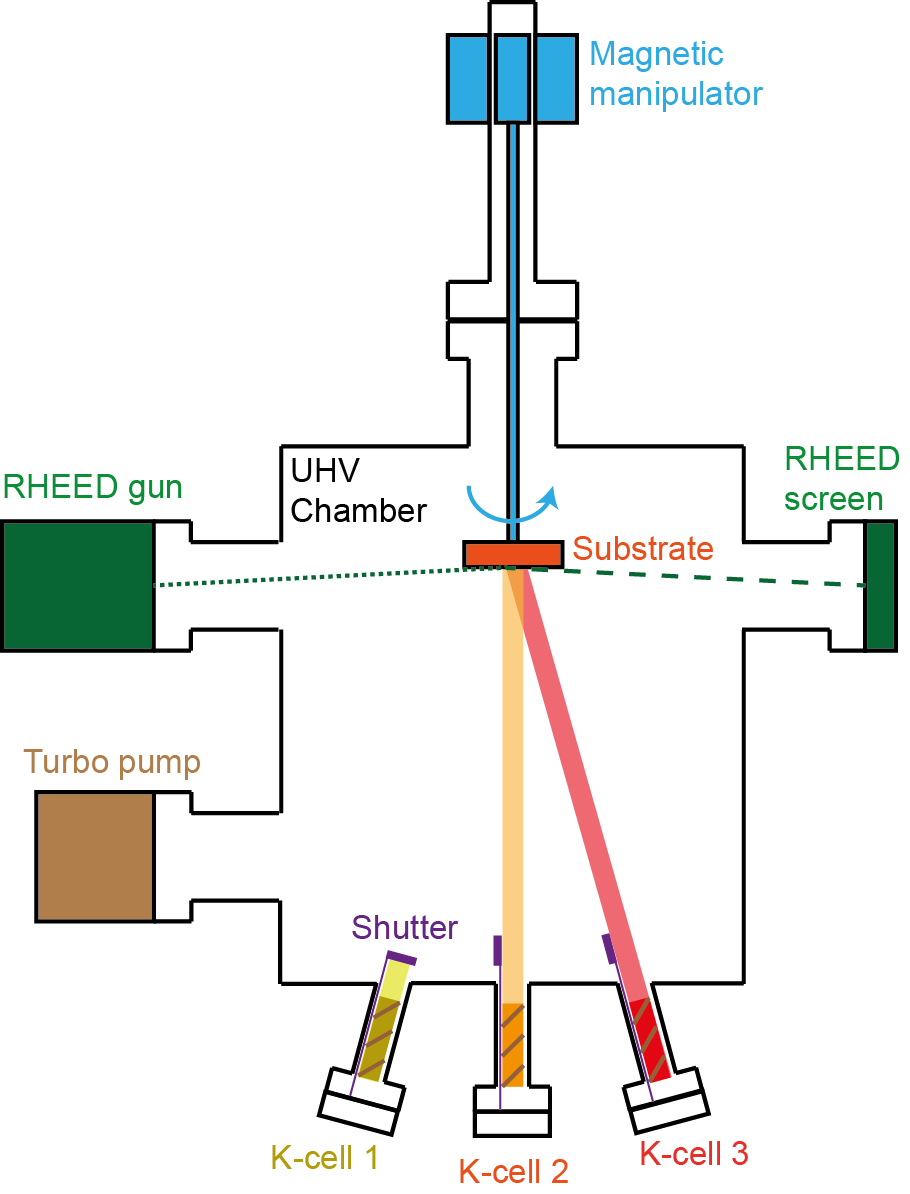 Magnetic
manipulator
UHV
Chamber
RHEED gun
RHEED
screen
Substrate
Turbo pump
Shutter
K-cell 1
K-cell 2
K-cell 3